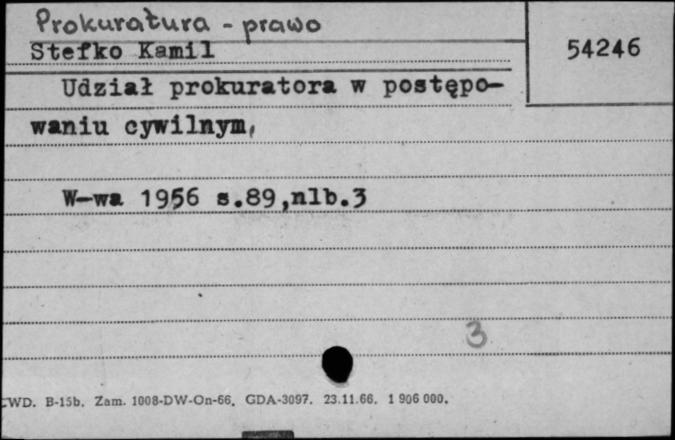 Prokuratura - prawo
Stefko Kamil
54246
Udział prokuratora w postępo-
waniu cywilnym,
W-wa 1956 s.89,nlb.3
3
CWD. B-15b. Zam. 1008-DW-On-66. GDA-3097. 23.11.66. 1 906 000.